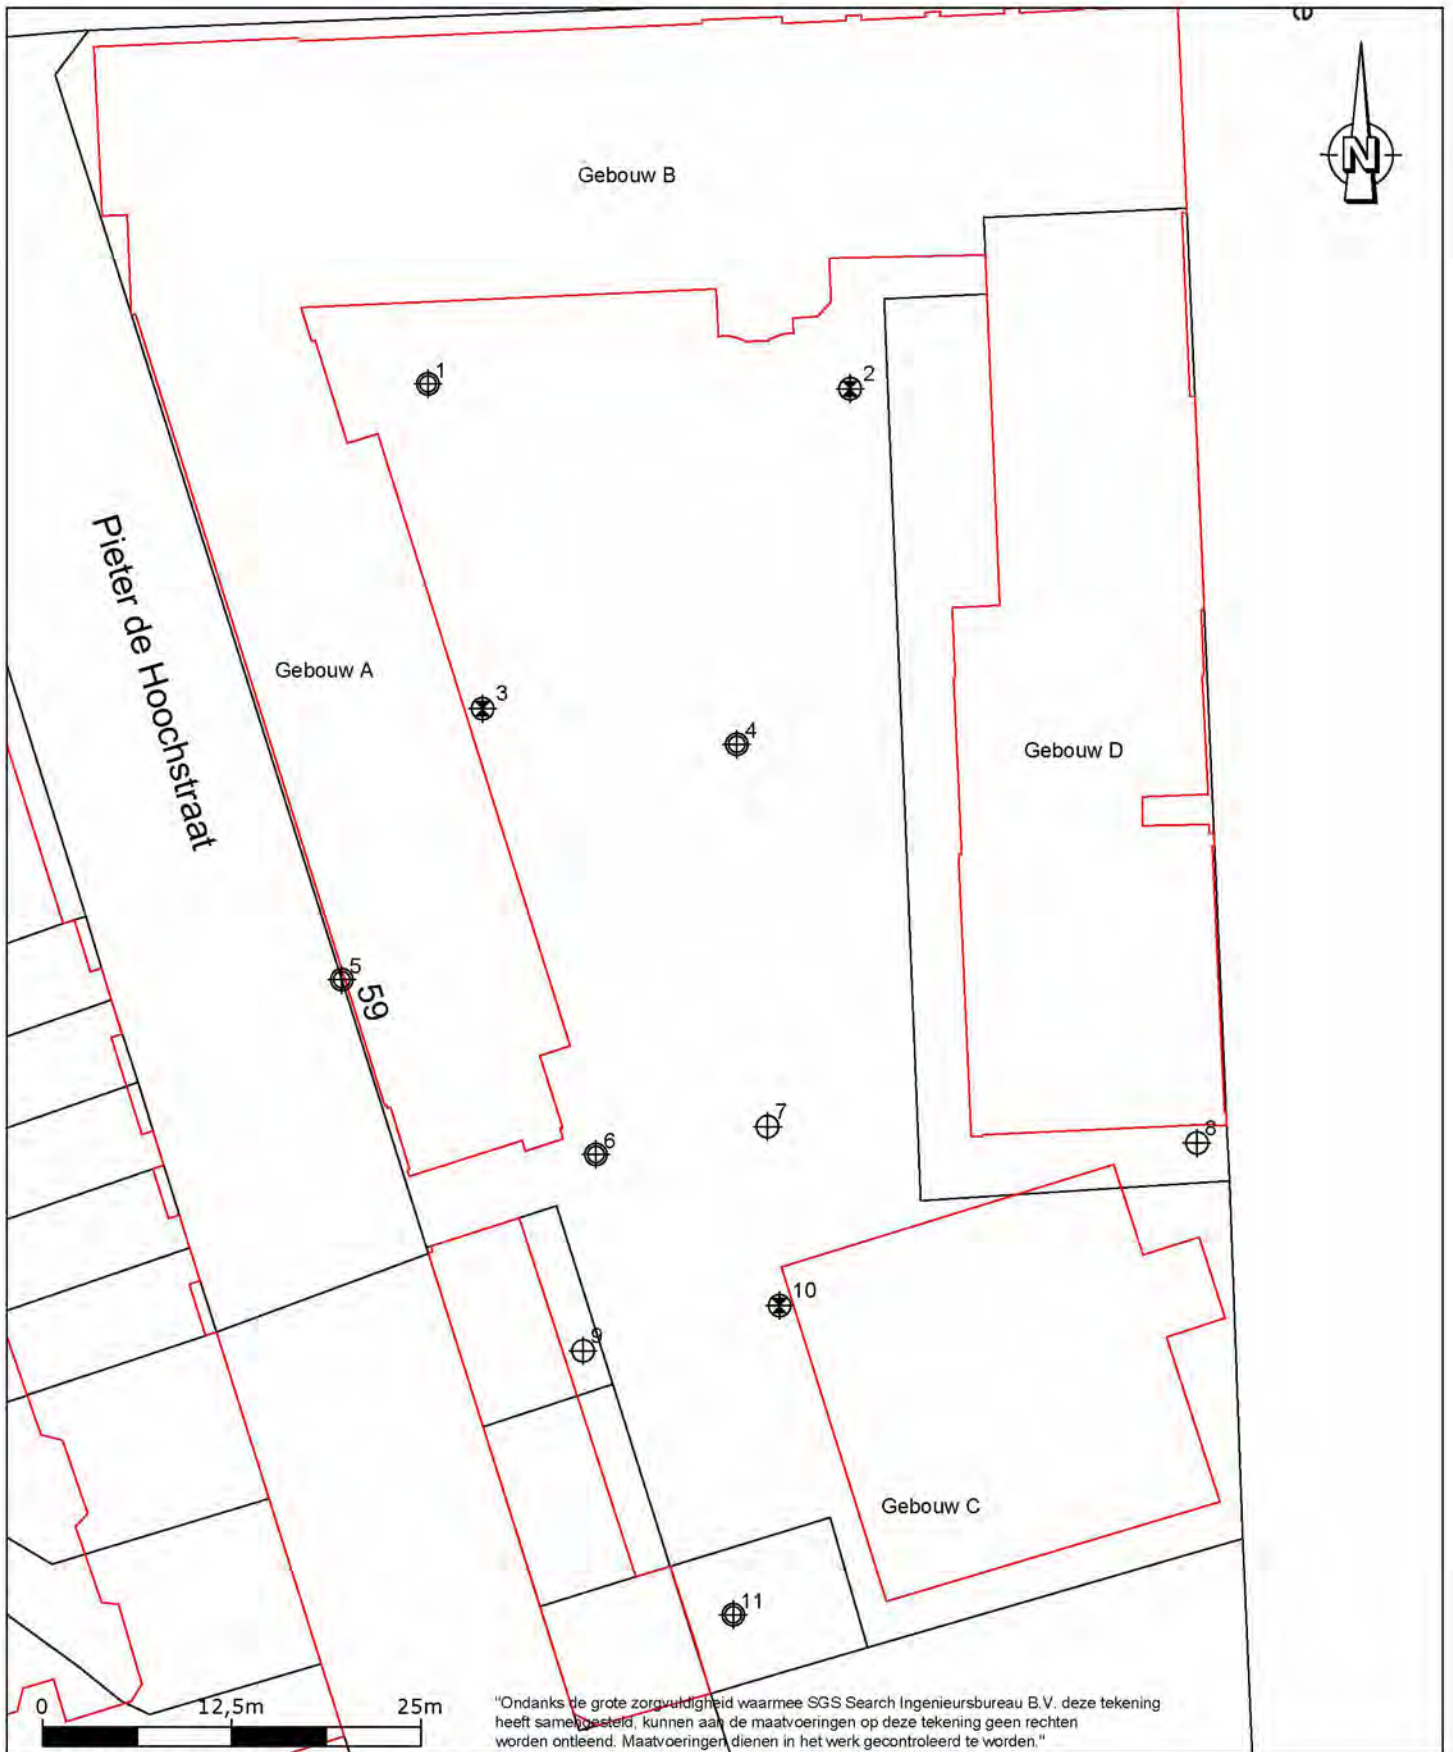 e
N
Gebouw B
1
2
Pieter de Hoochstraat
Gebouw A
3
4
Gebouw D
5
59
7
6
8
10
9
Gebouw C
11
0 12,5m 25m
"Ondanks de grote zorgvuldigheid waarmee SGS Search Ingenieursbureau B.V. deze tekening
heeft samengesteld, kunnen aan de maatvoeringen op deze tekening geen rechten
worden ontleend. Maatvoeringen dienen in het werk gecontroleerd te worden."